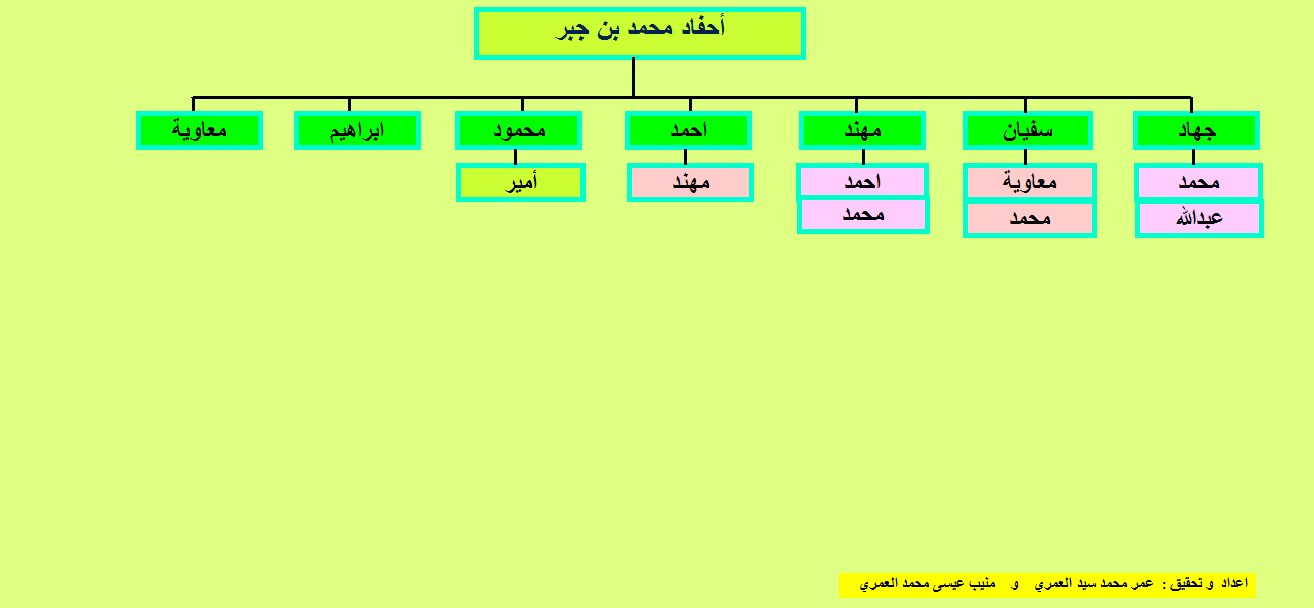 أحفاد محمد بن جبر
جهاد
سفيان
مهند
احمد
محمود
ابراهيم
معاوية
محمد
معاوية
احمد
مهند
أمير
عبدالله
محمد
محمد
اعداد و تحقيق : عمر محمد سيد العمري و منيب عيسى محمد العمري